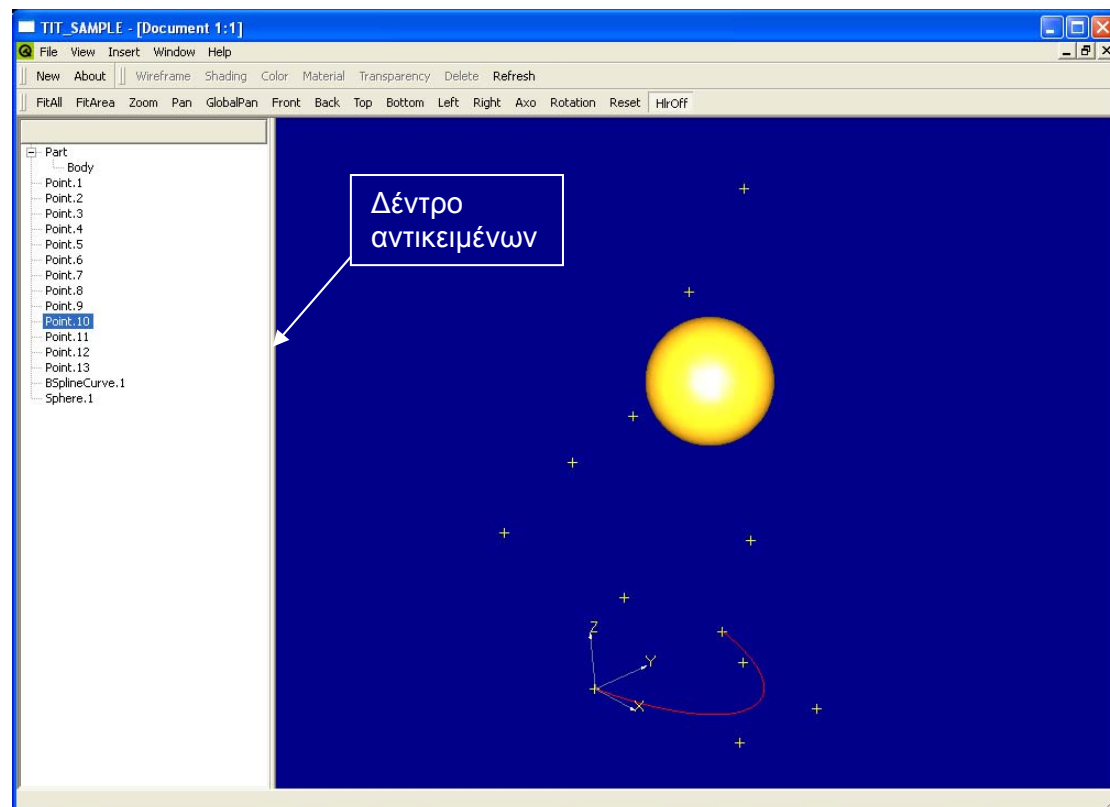 TIT_SAMPLE - [Document 1:1]
File View Insert Window Help
New About Wireframe Shading Color Material Transparency Delete Refresh
FitAll FitArea Zoom Pan GlobalPan Front Back Top Bottom Left Right Axo Rotation Reset HlrOff
Part
Body
Point.1
Point.2
Point.3
Point.4
Point.5
Point.6
Point.7
Point.8
Point.9
Point.10
Point.11
Point.12
Point.13
BSplineCurve.1
Sphere.1
Δέντρο
αντικειμένων
Z
Y
X